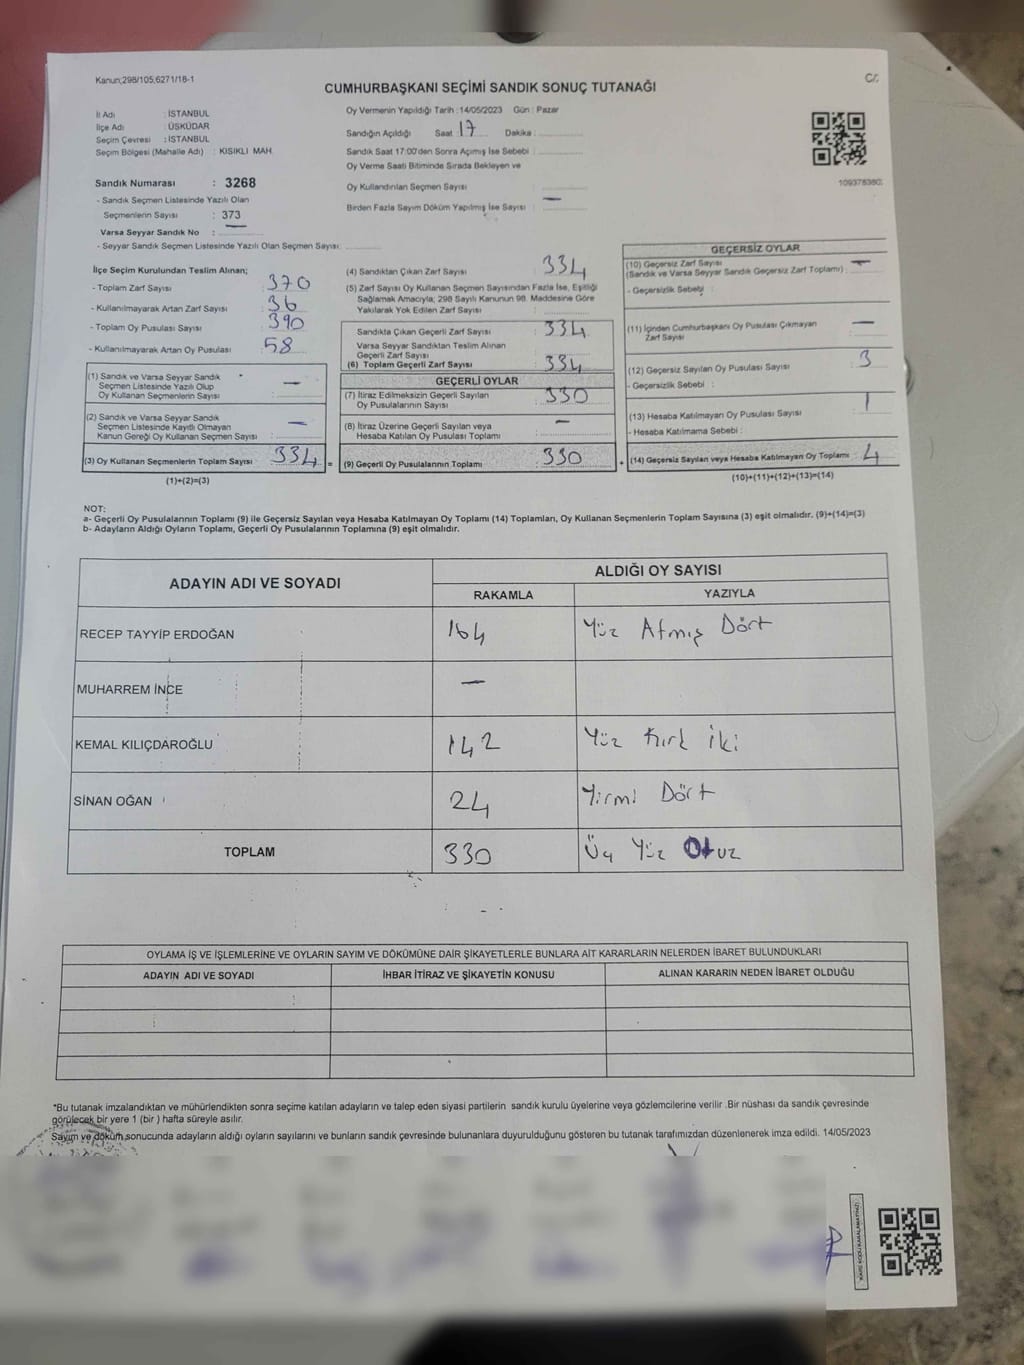 Kanun;298/105,6271/18-1
C/:
CUMHURBAŞKANI SEÇİMİ SANDIK SONUÇ TUTANAĞI
İl Adı : İSTANBUL
İlçe Adı : ÜSKÜDAR
Seçim Çevresi : İSTANBUL
Seçim Bölgesi (Mahalle Adı) : KISIKLI MAH.
Sandık Numarası : 3268
- Sandık Seçmen Listesinde Yazılı Olan
Seçmenlerin Sayısı : 373
Varsa Seyyar Sandık No : —
- Seyyar Sandık Seçmen Listesinde Yazılı Olan Seçmen Sayısı:
Oy Vermenin Yapıldığı Tarih : 14/05/2023 Gün : Pazar
Sandığın Açıldığı Saat 17 Dakika :
Sandık Saat 17:00'den Sonra Açımış İse Sebebi :
Oy Verme Saati Bitiminde Sırada Bekleyen ve
Oy Kullandırılan Seçmen Sayısı :
Birden Fazla Sayım Döküm Yapılmış İse Sayısı : —
109378380
İlçe Seçim Kurulundan Teslim Alınan;
- Toplam Zarf Sayısı : 370
- Kullanılmayarak Artan Zarf Sayısı : 36
- Toplam Oy Pusulası Sayısı : 390
- Kullanılmayarak Artan Oy Pusulası : 58
(1) Sandık ve Varsa Seyyar Sandık
Seçmen Listesinde Yazılı Olup
Oy Kullanan Seçmenlerin Sayısı : —
(2) Sandık ve Varsa Seyyar Sandık
Seçmen Listesinde Kayıtlı Olmayan
Kanun Gereği Oy Kullanan Seçmen Sayısı : —
(3) Oy Kullanan Seçmenlerin Toplam Sayısı : 334
(1)+(2)=(3)
(4) Sandıktan Çıkan Zarf Sayısı : 334
(5) Zarf Sayısı Oy Kullanan Seçmen Sayısından Fazla İse, Eşitliği
Sağlamak Amacıyla; 298 Sayılı Kanunun 98. Maddesine Göre
Yakılarak Yok Edilen Zarf Sayısı :
Sandıkta Çıkan Geçerli Zarf Sayısı : 334
Varsa Seyyar Sandıktan Teslim Alınan
Geçerli Zarf Sayısı :
(6) Toplam Geçerli Zarf Sayısı : 334
GEÇERLİ OYLAR
(7) İtiraz Edilmeksizin Geçerli Sayılan
Oy Pusulalarının Sayısı : 330
(8) İtiraz Üzerine Geçerli Sayılan veya
Hesaba Katılan Oy Pusulası Toplamı : —
= (9) Geçerli Oy Pusulalarının Toplamı : 330
GEÇERSİZ OYLAR
(10) Geçersiz Zarf Sayısı
(Sandık ve Varsa Seyyar Sandık Geçersiz Zarf Toplamı) : —
- Geçersizlik Sebebi :
(11) İçinden Cumhurbaşkanı Oy Pusulası Çıkmayan
Zarf Sayısı : —
(12) Geçersiz Sayılan Oy Pusulası Sayısı : 3
- Geçersizlik Sebebi :
(13) Hesaba Katılmayan Oy Pusulası Sayısı : 1
- Hesaba Katılmama Sebebi :
+ (14) Geçersiz Sayılan veya Hesaba Katılmayan Oy Toplamı : 4
(10)+(11)+(12)+(13)=(14)
NOT:
a- Geçerli Oy Pusulalarının Toplamı (9) ile Geçersiz Sayılan veya Hesaba Katılmayan Oy Toplamı (14) Toplamları, Oy Kullanan Seçmenlerin Toplam Sayısına (3) eşit olmalıdır. (9)+(14)=(3)
b- Adayların Aldığı Oyların Toplamı, Geçerli Oy Pusulalarının Toplamına (9) eşit olmalıdır.
ADAYIN ADI VE SOYADI
ALDIĞI OY SAYISI
RAKAMLA YAZIYLA
RECEP TAYYİP ERDOĞAN 164 Yüz Atmış Dört
MUHARREM İNCE —
KEMAL KILIÇDAROĞLU 142 Yüz Kırk İki
SİNAN OĞAN 24 Yirmi Dört
TOPLAM 330 Üç Yüz Otuz
OYLAMA İŞ VE İŞLEMLERİNE VE OYLARIN SAYIM VE DÖKÜMÜNE DAİR ŞİKAYETLERLE BUNLARA AİT KARARLARIN NELERDEN İBARET BULUNDUKLARI
ADAYIN ADI VE SOYADI İHBAR İTİRAZ VE ŞİKAYETİN KONUSU ALINAN KARARIN NEDEN İBARET OLDUĞU
*Bu tutanak imzalandıktan ve mühürlendikten sonra seçime katılan adayların ve talep eden siyasi partilerin sandık kurulu üyelerine veya gözlemcilerine verilir .Bir nüshası da sandık çevresinde
görülecek bir yere 1 (bir ) hafta süreyle asılır.
Sayım ve döküm sonucunda adayların aldığı oyların sayılarını ve bunların sandık çevresinde bulunanlara duyurulduğunu gösteren bu tutanak tarafımızdan düzenlenerek imza edildi. 14/05/2023